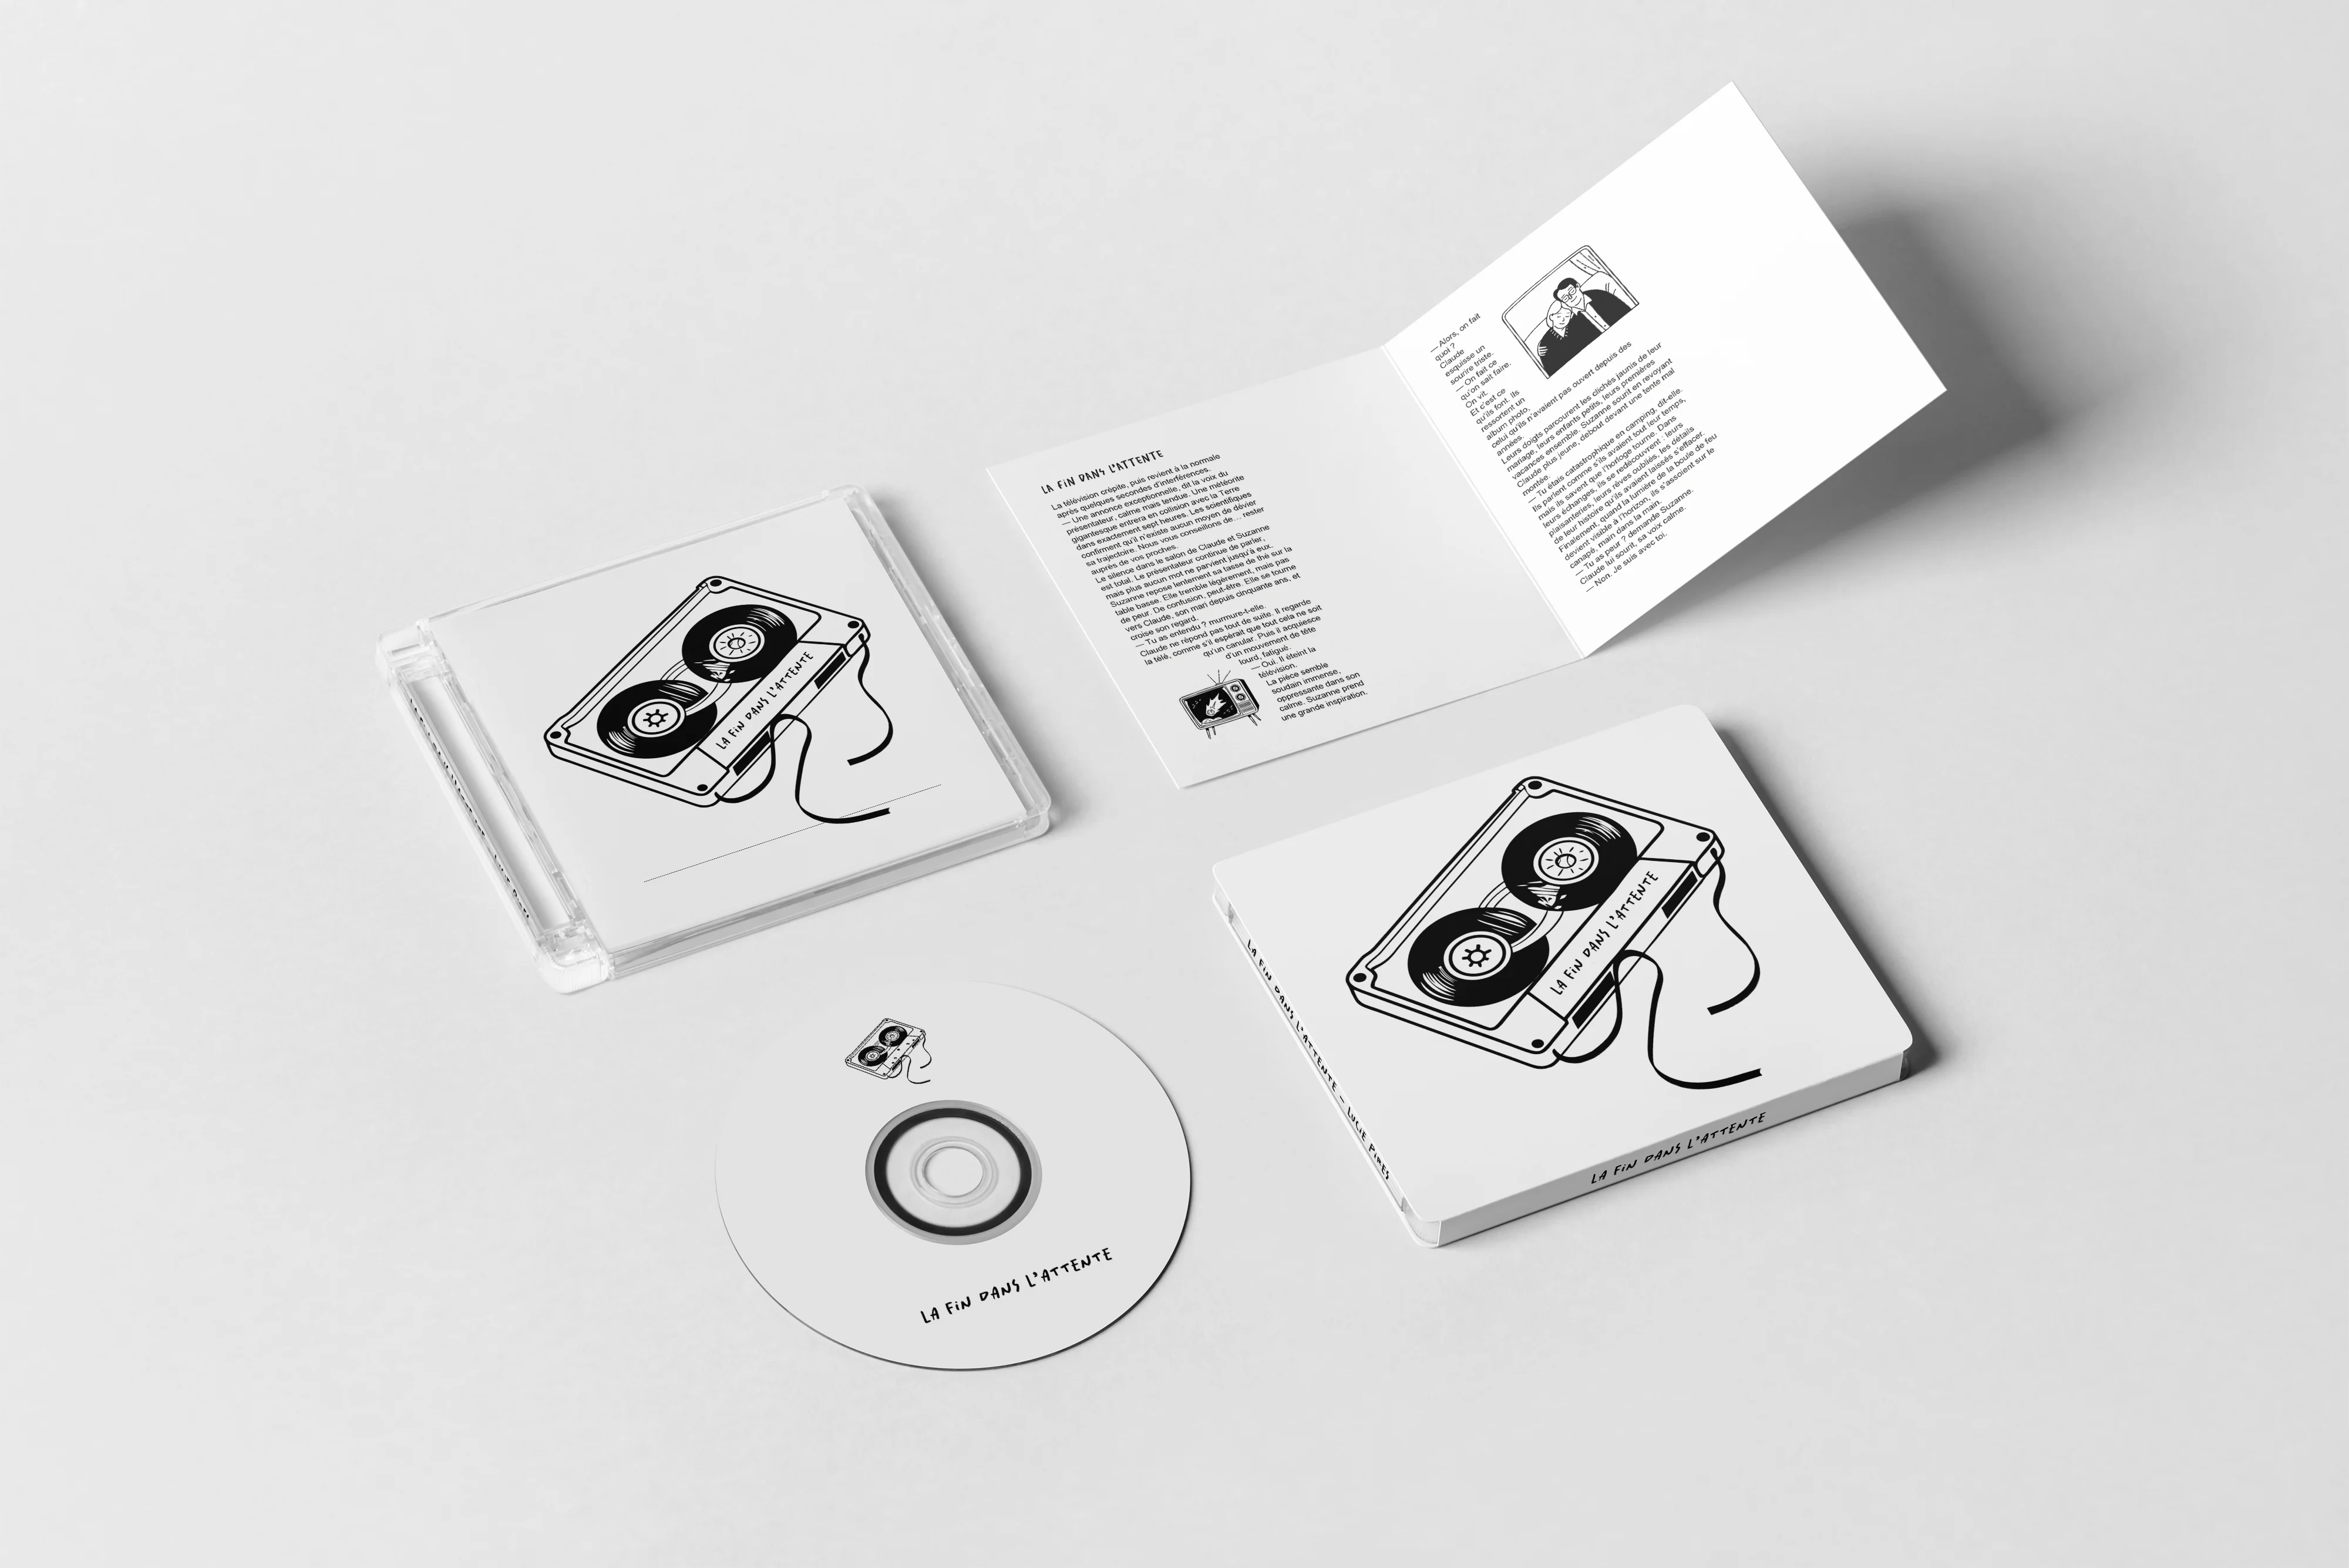 LA FiN DANS L'ATTENTE
La télévision crépite, puis revient à la normale
après quelques secondes d'interférences.
— Une annonce exceptionnelle, dit la voix du
présentateur, calme mais tendue. Une météorite
gigantesque entrera en collision avec la Terre
dans exactement sept heures. Les scientifiques
confirment qu'il n'existe aucun moyen de dévier
sa trajectoire. Nous vous conseillons de... rester
auprès de vos proches.
Le silence dans le salon de Claude et Suzanne
est total. Le présentateur continue de parler,
mais plus aucun mot ne parvient jusqu'à eux.
Suzanne repose lentement sa tasse de thé sur la
table basse. Elle tremble légèrement, mais pas
de peur. De confusion, peut-être. Elle se tourne
vers Claude, son mari depuis cinquante ans, et
croise son regard.
— Tu as entendu ? murmure-t-elle.
Claude ne répond pas tout de suite. Il regarde
la télé, comme s'il espérait que tout cela ne soit
qu'un canular. Puis il acquiesce
d'un mouvement de tête
lourd, fatigué.
— Oui. Il éteint la
télévision.
La pièce semble
soudain immense,
oppressante dans son
calme. Suzanne prend
une grande inspiration.
— Alors, on fait
quoi ?
Claude
esquisse un
sourire triste.
— On fait ce
qu'on sait faire.
On vit.
Et c'est ce
qu'ils font. Ils
ressortent un
album photo,
celui qu'ils n'avaient pas ouvert depuis des
années.
Leurs doigts parcourent les clichés jaunis de leur
mariage, leurs enfants petits, leurs premières
vacances ensemble. Suzanne sourit en revoyant
Claude plus jeune, debout devant une tente mal
montée.
— Tu étais catastrophique en camping, dit-elle.
Ils parlent comme s'ils avaient tout leur temps,
mais ils savent que l'horloge tourne. Dans
leurs échanges, ils se redécouvrent : leurs
plaisanteries, leurs rêves oubliés, les détails
de leur histoire qu'ils avaient laissés s'effacer.
Finalement, quand la lumière de la boule de feu
devient visible à l'horizon, ils s'assoient sur le
canapé, main dans la main.
— Tu as peur ? demande Suzanne.
Claude lui sourit, sa voix calme.
— Non. Je suis avec toi.
LA FiN DANS L'ATTENTE
LA FiN DANS L'ATTENTE
LA FiN DANS L'ATTENTE – LUCiE PiRES
LA FiN DANS L'ATTENTE
LA FiN DANS L'ATTENTE